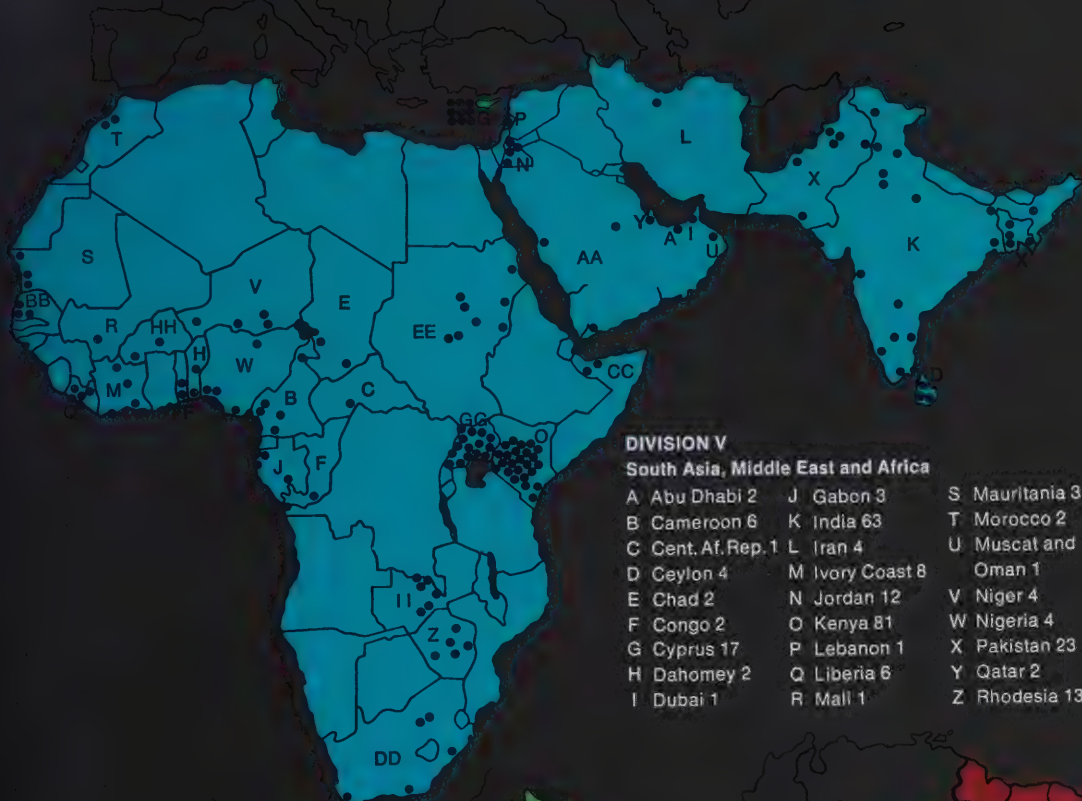 T
G
P
N
L
X
K
S
Y
A
I
U
AA
BB
V
E
EE
R
HH
H
W
M
CC
D
X
Q
F
B
C
GG
O
J
F
II
Z
DD
DIVISION V
South Asia, Middle East and Africa
A Abu Dhabi 2
B Cameroon 6
C Cent. Af. Rep. 1
D Ceylon 4
E Chad 2
F Congo 2
G Cyprus 17
H Dahomey 2
I Dubai 1
J Gabon 3
K India 63
L Iran 4
M Ivory Coast 8
N Jordan 12
O Kenya 81
P Lebanon 1
Q Liberia 6
R Mali 1
S Mauritania 3
T Morocco 2
U Muscat and
Oman 1
V Niger 4
W Nigeria 4
X Pakistan 23
Y Qatar 2
Z Rhodesia 13